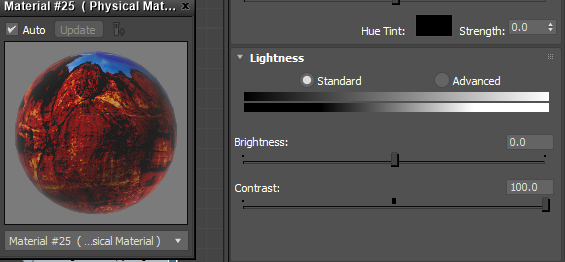 Material #25 ( Physical Mat... x
Auto Update
Material #25 ( ...sical Material )
Hue Tint: Strength: 0.0
Lightness
Standard Advanced
Brightness: 0.0
Contrast: 100.0